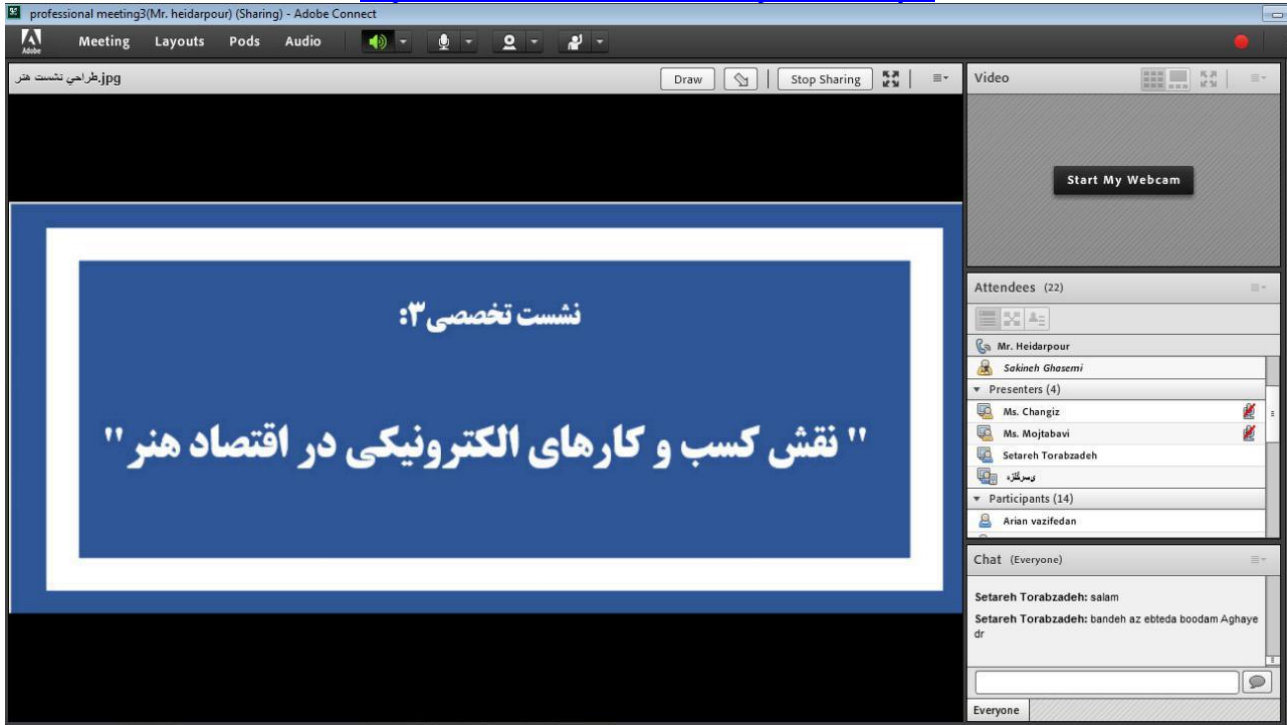 professional meeting3(Mr. heidarpour) (Sharing) - Adobe Connect
Adobe
Meeting Layouts Pods Audio
طراحي نشست هنر.jpg
Draw
Stop Sharing
نشست تخصصی۳:
" نقش کسب و کارهای الکترونیکی در اقتصاد هنر "
Video
Start My Webcam
Attendees (22)
Mr. Heidarpour
Sakineh Ghasemi
Presenters (4)
Ms. Changiz
Ms. Mojtabavi
Setareh Torabzadeh
Participants (14)
Arian vazifedan
Chat (Everyone)
Setareh Torabzadeh: salam
Setareh Torabzadeh: bandeh az ebteda boodam Aghaye
dr
Everyone